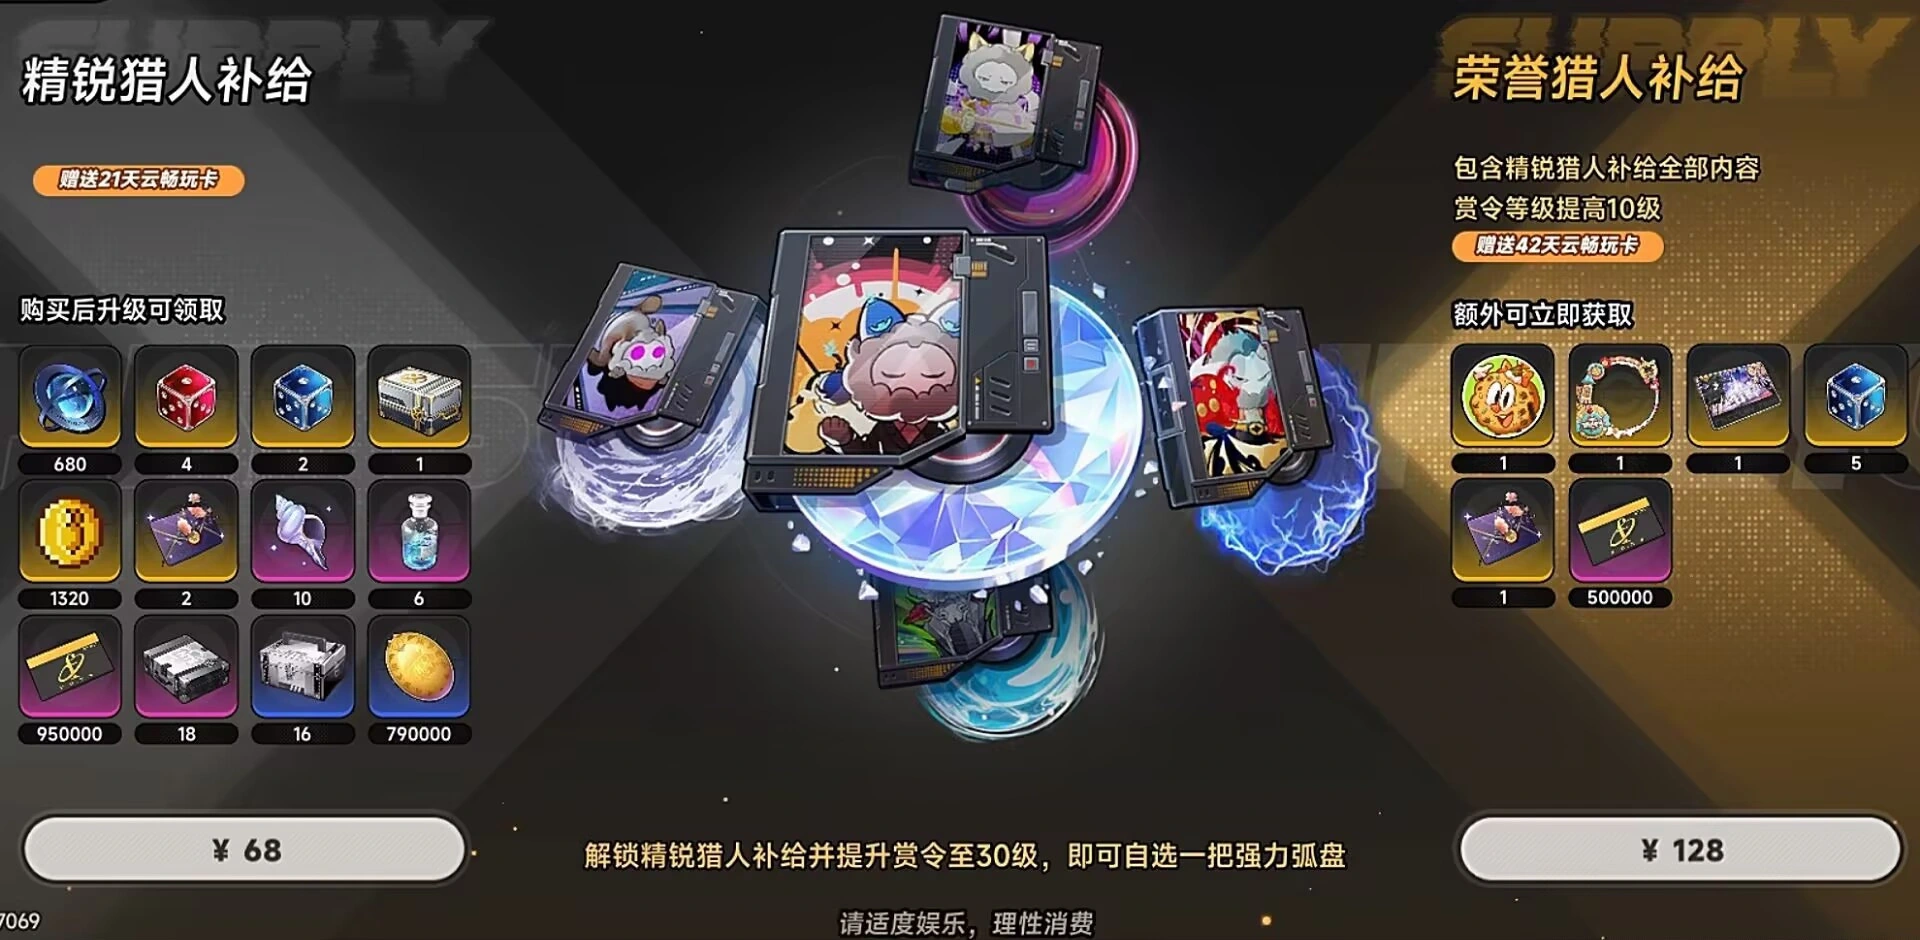 SUPPLY
精锐猎人补给
赠送21天云畅玩卡
购买后升级可领取
680
4
2
1
1320
2
10
6
950000
18
16
790000
¥ 68
解锁精锐猎人补给并提升赏令至30级，即可自选一把强力弧盘
请适度娱乐，理性消费
7069
SUPPLY
荣誉猎人补给
包含精锐猎人补给全部内容
赏令等级提高10级
赠送42天云畅玩卡
额外可立即获取
1
1
1
5
1
500000
¥ 128